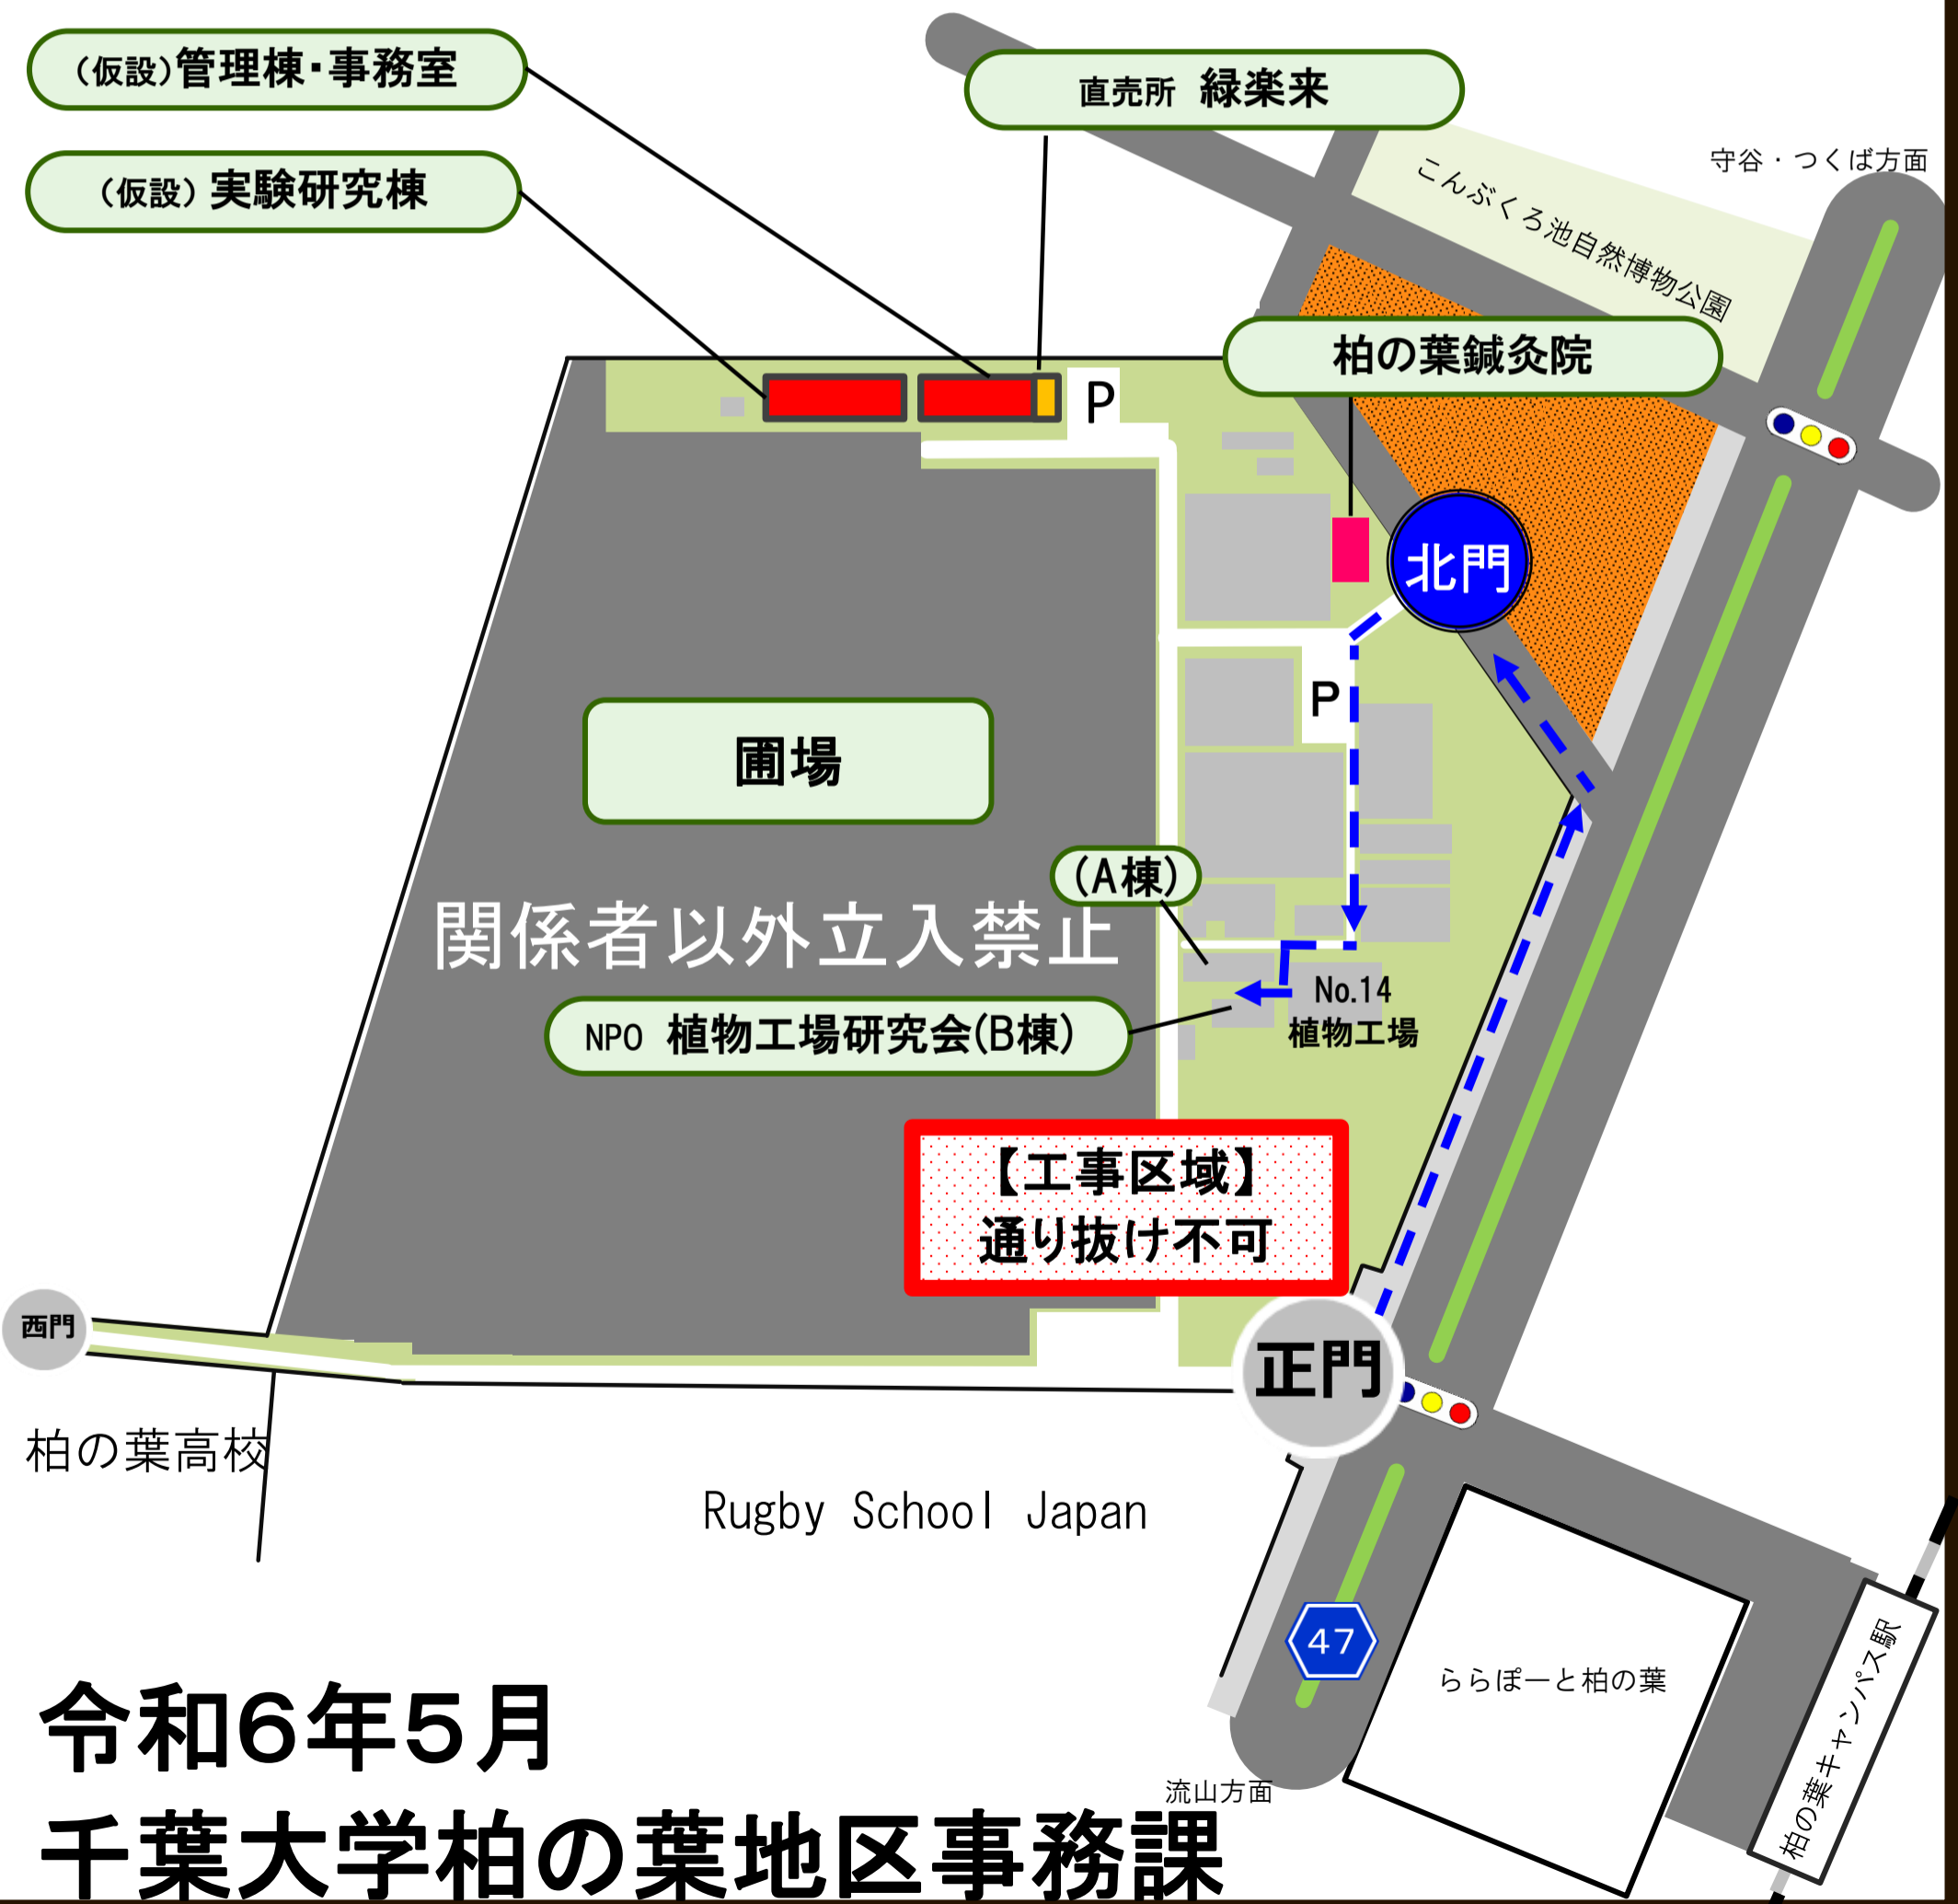 （仮設）管理棟・事務室
直売所 緑楽来
守谷・つくば方面
（仮設）実験研究棟
こんぶくろ池自然博物公園
柏の葉鍼灸院
P
北門
P
圃場
（A棟）
関係者以外立入禁止
No.14
植物工場
NPO 植物工場研究会(B棟)
【工事区域】
通り抜け不可
西門
正門
柏の葉高校
Rugby School Japan
47
ららぽーと柏の葉
柏の葉キャンパス駅
流山方面
令和6年5月
千葉大学柏の葉地区事務課